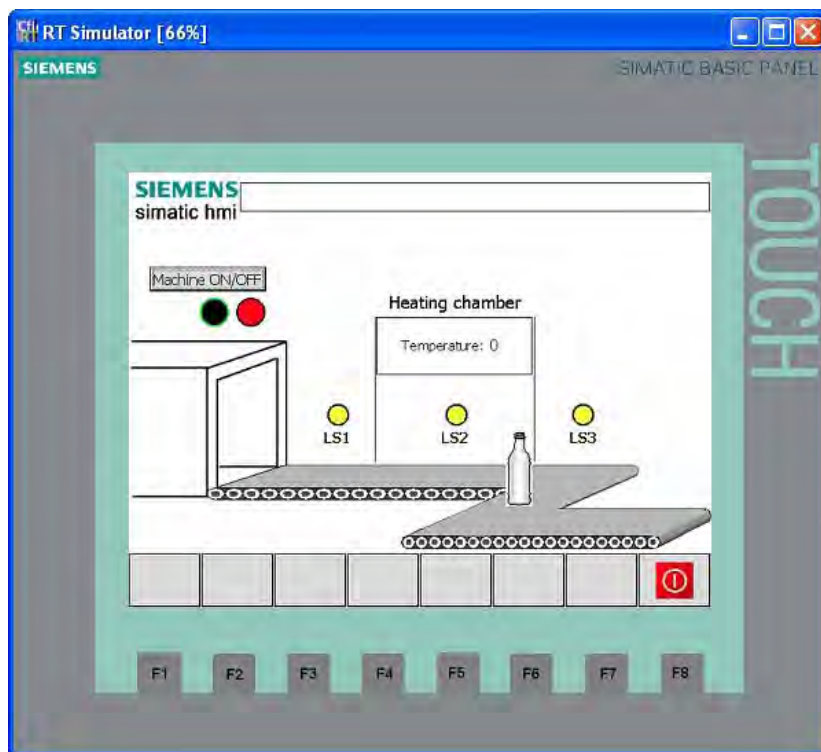 RT Simulator [66%]
SIEMENS
SIMATIC BASIC PANEL
TOUCH
SIEMENS
simatic hmi
Machine ON/OFF
Heating chamber
Temperature: 0
LS1
LS2
LS3
F1
F2
F3
F4
F5
F6
F7
F8